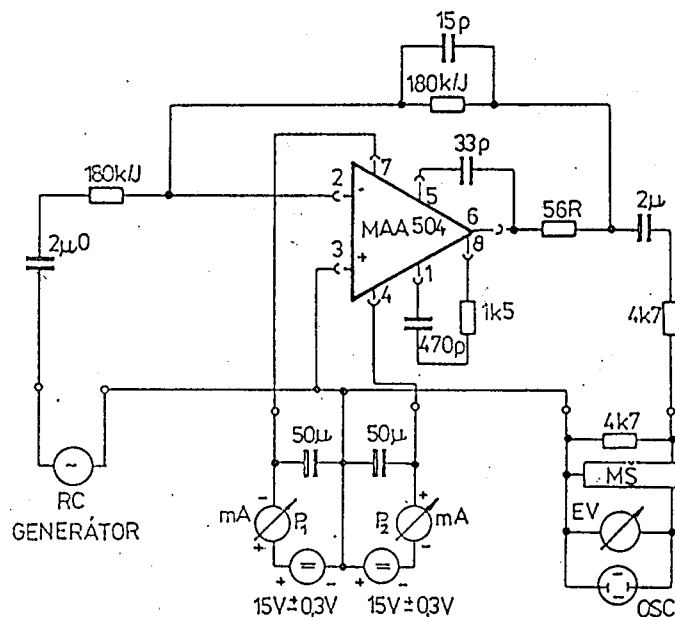 15p
180k/J
7
33p
180k/J
2
-
5
MAA 504
6
56R
2µ
2µ0
3
+
8
4
1
1k5
4k7
470p
50µ
50µ
4k7
MŠ
~
RC
GENERÁTOR
-
mA
P₁
+
+
P₂
mA
-
EV
+
=
-
+
=
-
OSC
15V±0,3V
15V±0,3V